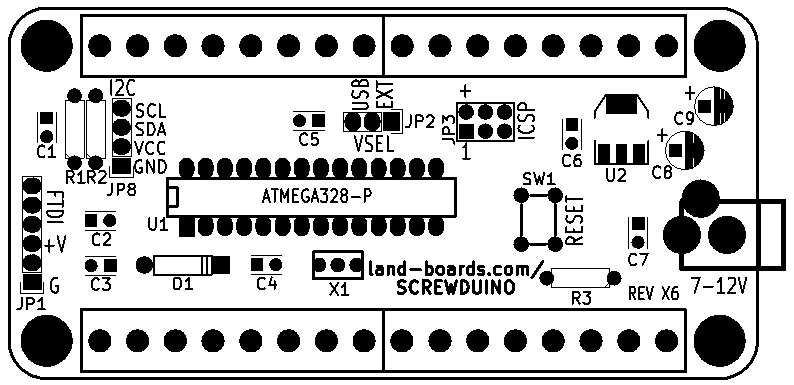 I2C
SCL
SDA
VCC
GND
C1
R1
R2
JP8
USB
EXT
C5
JP2
VSEL
+
JP3
ICSP
1
C6
U2
+
C9
+
C8
FTDI
+V
G
JP1
ATMEGA328-P
U1
C2
C3
D1
C4
X1
SW1
RESET
C7
land-boards.com/
SCREWDUINO
R3
REV X6
7-12V